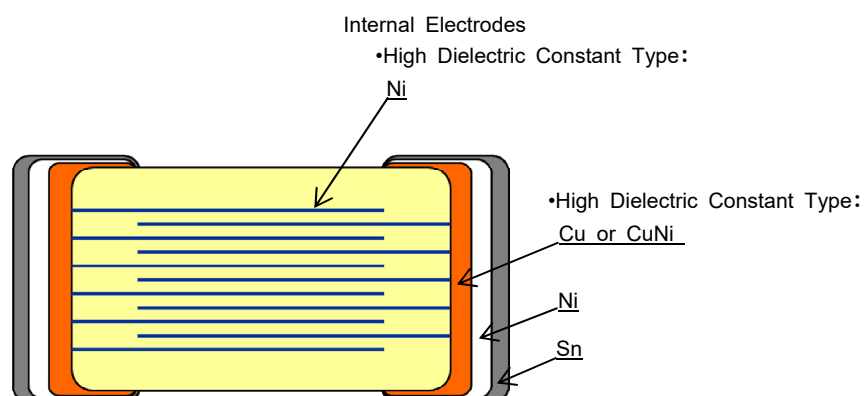 Internal Electrodes
•High Dielectric Constant Type:
Ni
•High Dielectric Constant Type:
Cu or CuNi
Ni
Sn